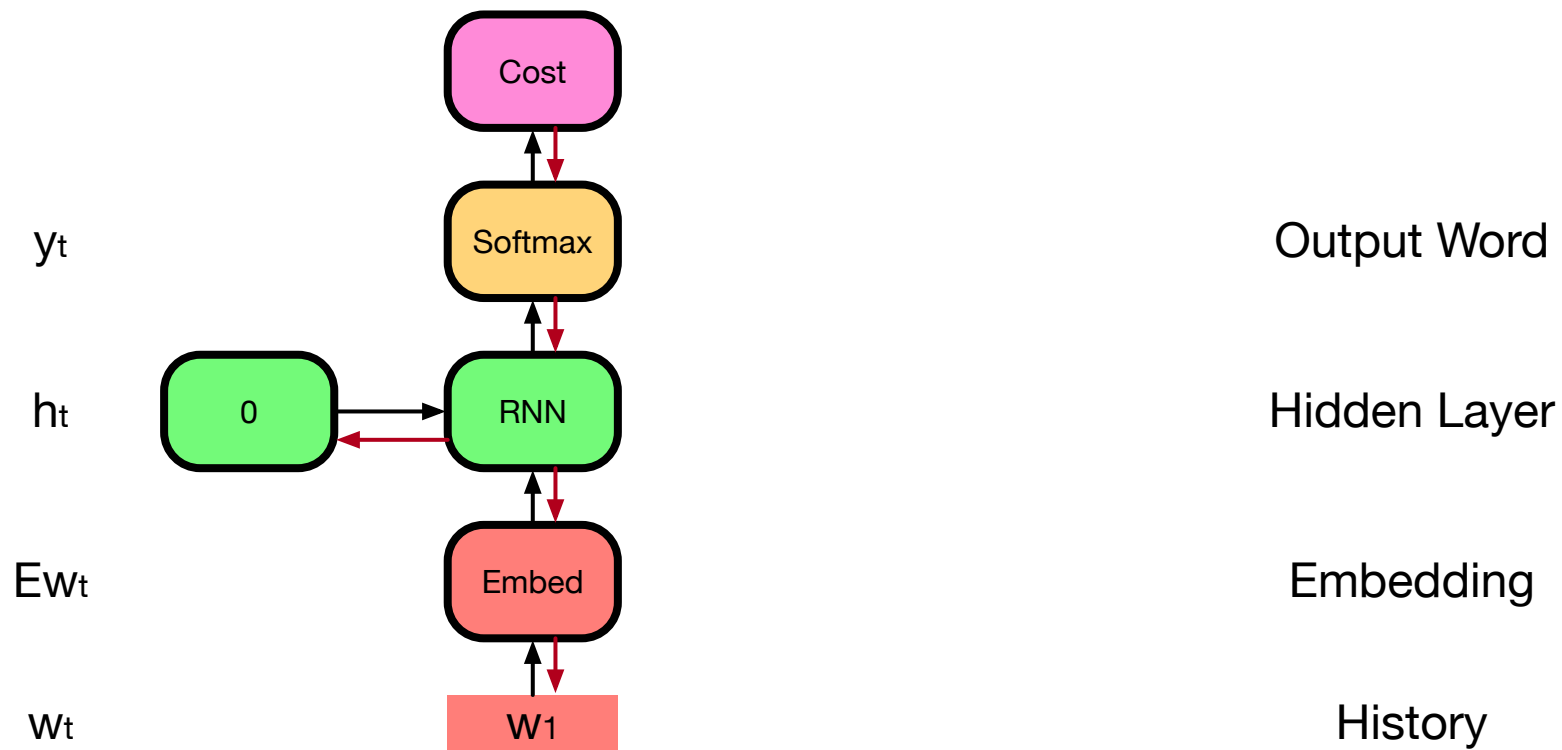 Cost
yt Softmax Output Word
ht 0 RNN Hidden Layer
Ewt Embed Embedding
wt w1 History